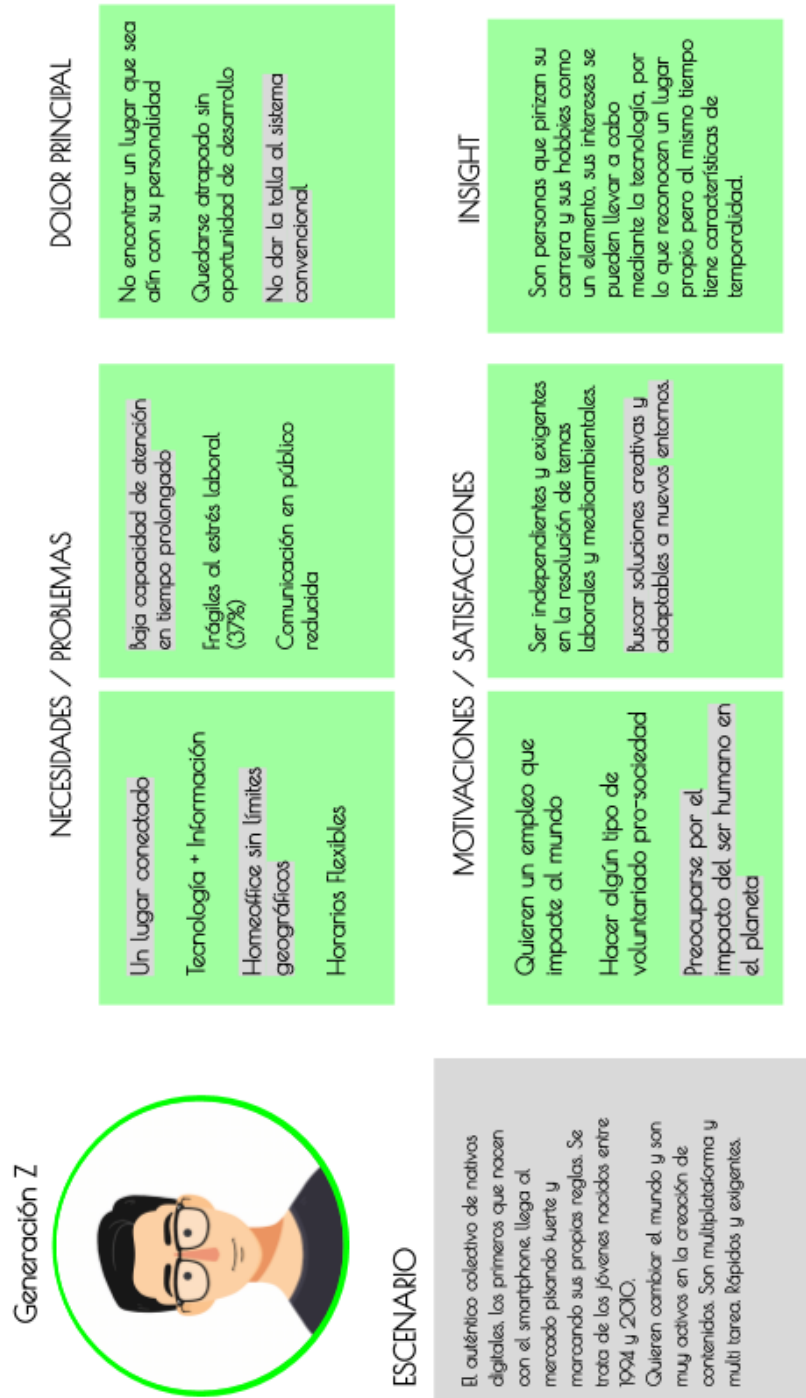 Generación Z
ESCENARIO
El auténtico colectivo de nativos
digitales, los primeros que nacen
con el smartphone, llega al
mercado pisando fuerte y
marcando sus propias reglas. Se
trata de los jóvenes nacidos entre
1994 y 2010.
Quieren cambiar el mundo y son
muy activos en la creación de
contenidos. Son multiplataforma y
multi tarea. Rápidos y exigentes.
NECESIDADES / PROBLEMAS
Un lugar conectado
Tecnología + Información
Homeoffice sin límites
geográficos
Horarios Flexibles
Baja capacidad de atención
en tiempo prolongado
Frágiles al estrés laboral
(37%)
Comunicación en público
reducida
DOLOR PRINCIPAL
No encontrar un lugar que sea
afín con su personalidad
Quedarse atrapado sin
oportunidad de desarrollo
No dar la talla al sistema
convencional
MOTIVACIONES / SATISFACCIONES
Quieren un empleo que
impacte al mundo
Hacer algún tipo de
voluntariado pro-sociedad
Preocuparse por el
impacto del ser humano en
el planeta
Ser independientes y exigentes
en la resolución de temas
laborales y medioambientales.
Buscar soluciones creativas y
adaptables a nuevos entornos.
INSIGHT
Son personas que pirizan su
carrera y sus hobbies como
un elemento, sus intereses se
pueden llevar a cabo
mediante la tecnología, por
lo que reconocen un lugar
propio pero al mismo tiempo
tiene características de
temporalidad.